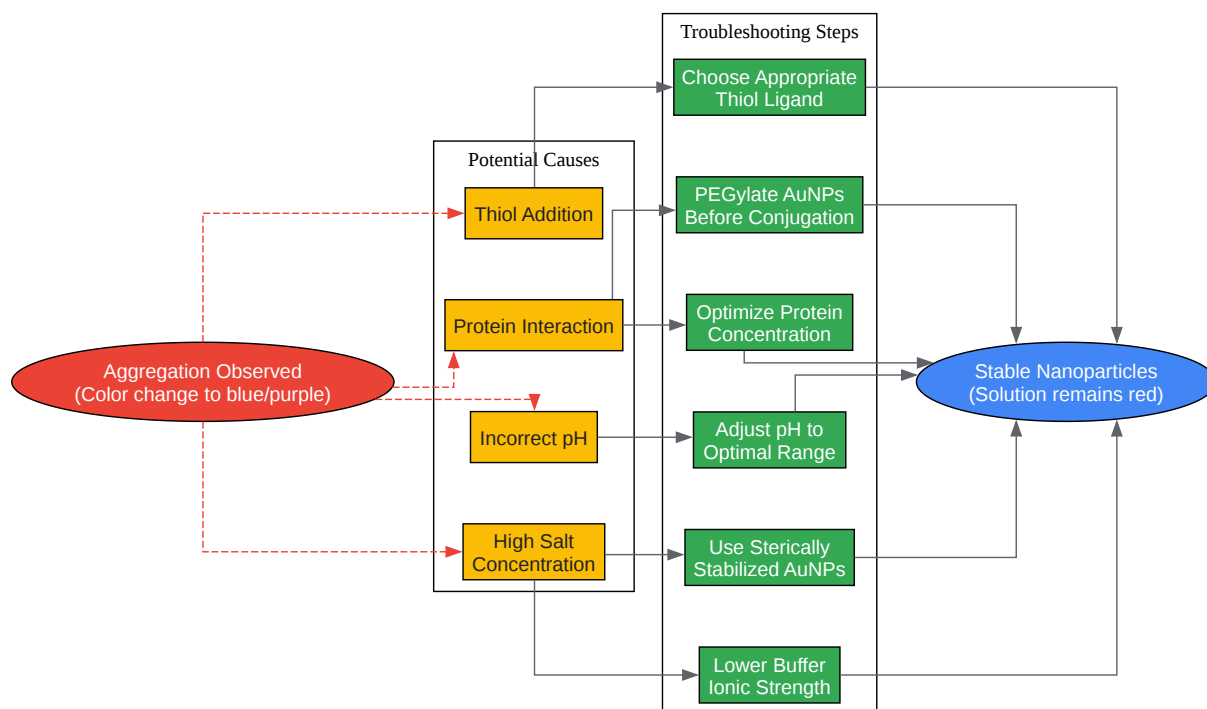 Troubleshooting Steps
Choose Appropriate
Thiol Ligand
Potential Causes
Thiol Addition
PEGylate AuNPs
Before Conjugation
Protein Interaction
Optimize Protein
Concentration
Aggregation Observed
(Color change to blue/purple)
Stable Nanoparticles
(Solution remains red)
Incorrect pH
Adjust pH to
Optimal Range
High Salt
Concentration
Use Sterically
Stabilized AuNPs
Lower Buffer
Ionic Strength